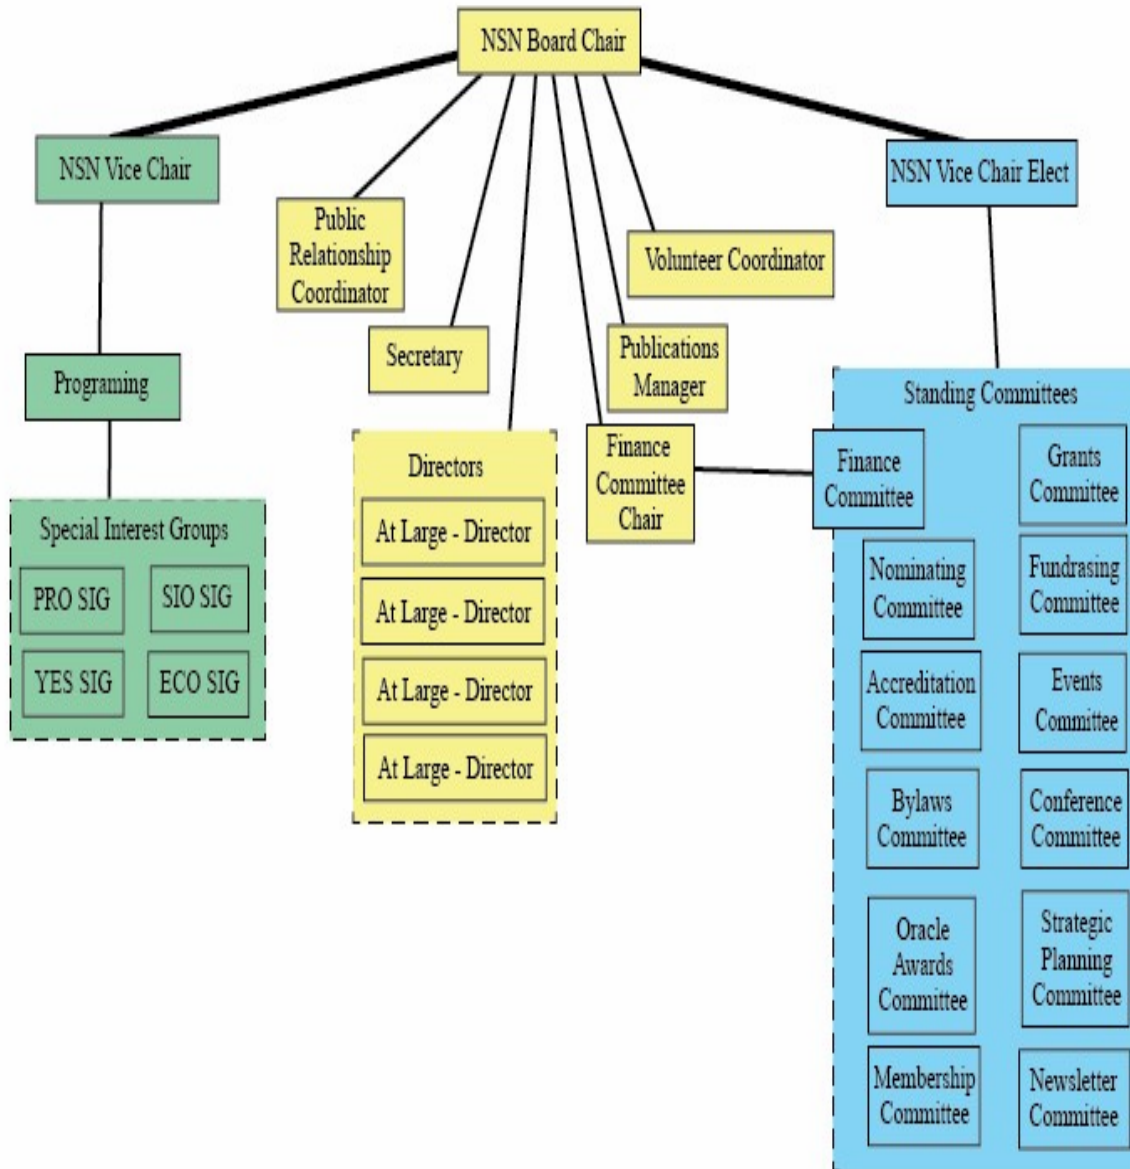 NSN Board Chair
NSN Vice Chair
NSN Vice Chair Elect
Public
Relationship
Coordinator
Volunteer Coordinator
Secretary
Publications
Manager
Programing
Standing Committees
Directors
At Large - Director
At Large - Director
At Large - Director
At Large - Director
Finance
Committee
Chair
Special Interest Groups
PRO SIG
SIO SIG
YES SIG
ECO SIG
Finance
Committee
Grants
Committee
Nominating
Committee
Fundrasing
Committee
Accreditation
Committee
Events
Committee
Bylaws
Committee
Conference
Committee
Oracle
Awards
Committee
Strategic
Planning
Committee
Membership
Committee
Newsletter
Committee